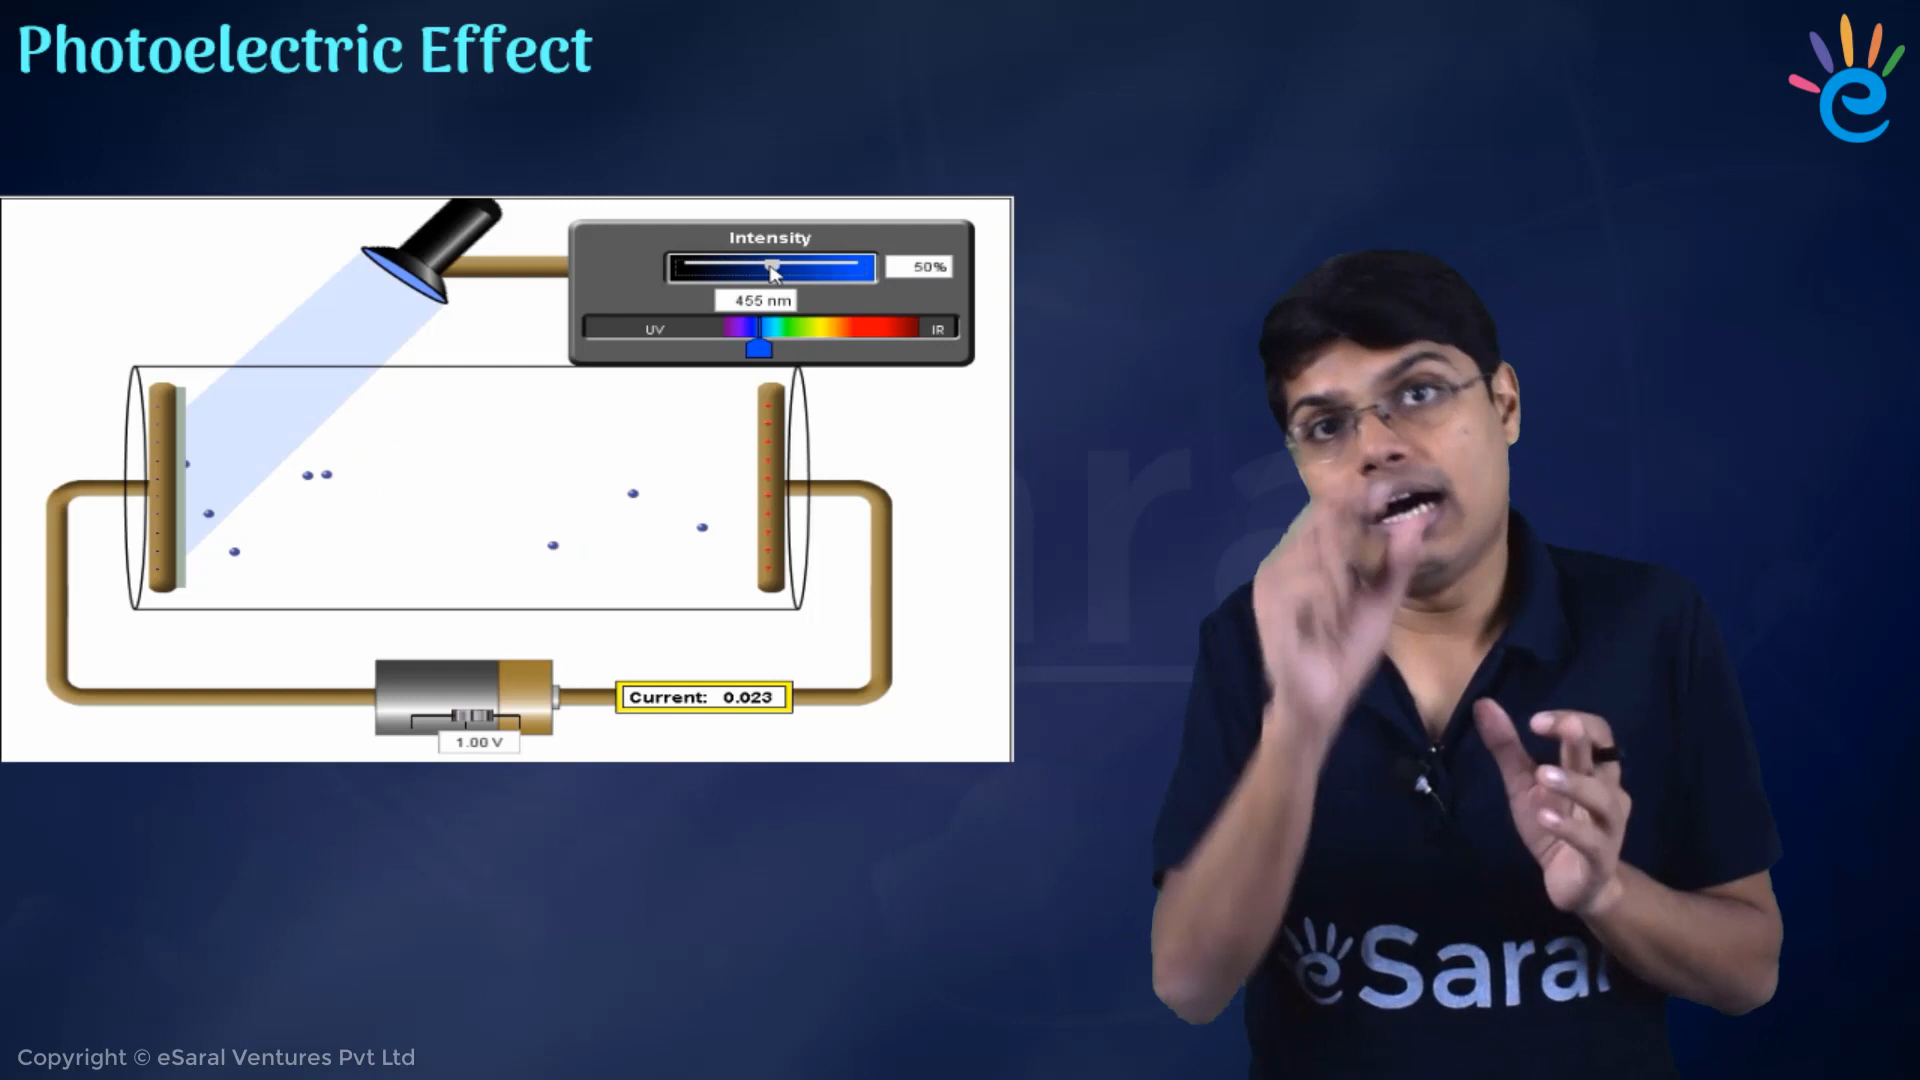 Photoelectric Effect
Intensity
50%
455 nm
UV
IR
Current: 0.023
1.00 V
eSaral
Copyright © eSaral Ventures Pvt Ltd